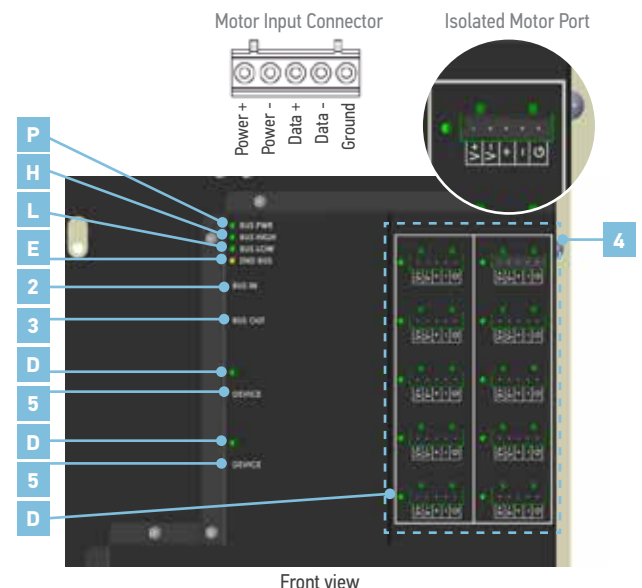 Motor Input Connector
Isolated Motor Port
Power +
Power -
Data +
Data -
Ground
V+
V-
+
-
G
P
H
L
E
2
3
D
5
D
5
D
4
BUS PWR
BUS HIGH
BUS LOW
END BUS
BUS IN
BUS OUT
DEVICE
DEVICE
Front view